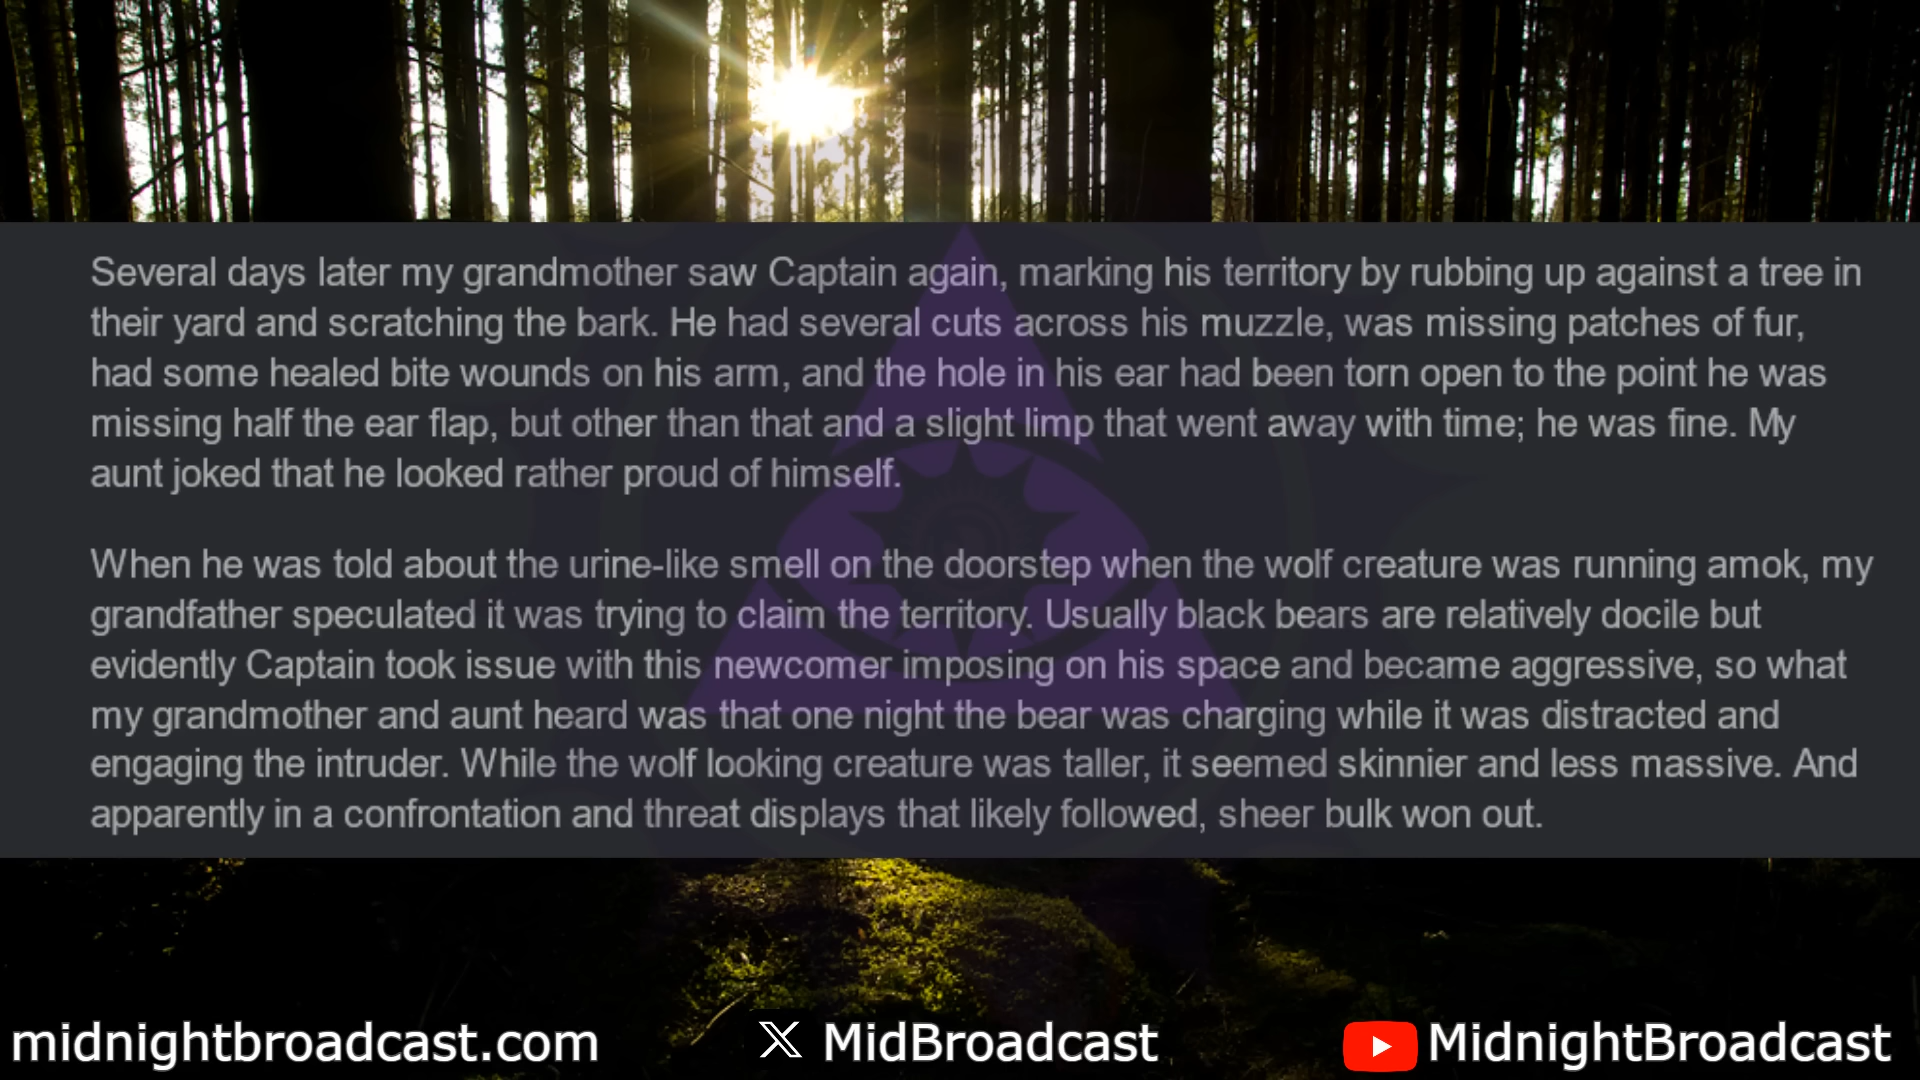 Several days later my grandmother saw Captain again, marking his territory by rubbing up against a tree in
their yard and scratching the bark. He had several cuts across his muzzle, was missing patches of fur,
had some healed bite wounds on his arm, and the hole in his ear had been torn open to the point he was
missing half the ear flap, but other than that and a slight limp that went away with time; he was fine. My
aunt joked that he looked rather proud of himself.
When he was told about the urine-like smell on the doorstep when the wolf creature was running amok, my
grandfather speculated it was trying to claim the territory. Usually black bears are relatively docile but
evidently Captain took issue with this newcomer imposing on his space and became aggressive, so what
my grandmother and aunt heard was that one night the bear was charging while it was distracted and
engaging the intruder. While the wolf looking creature was taller, it seemed skinnier and less massive. And
apparently in a confrontation and threat displays that likely followed, sheer bulk won out.
midnightbroadcast.com
MidBroadcast
MidnightBroadcast